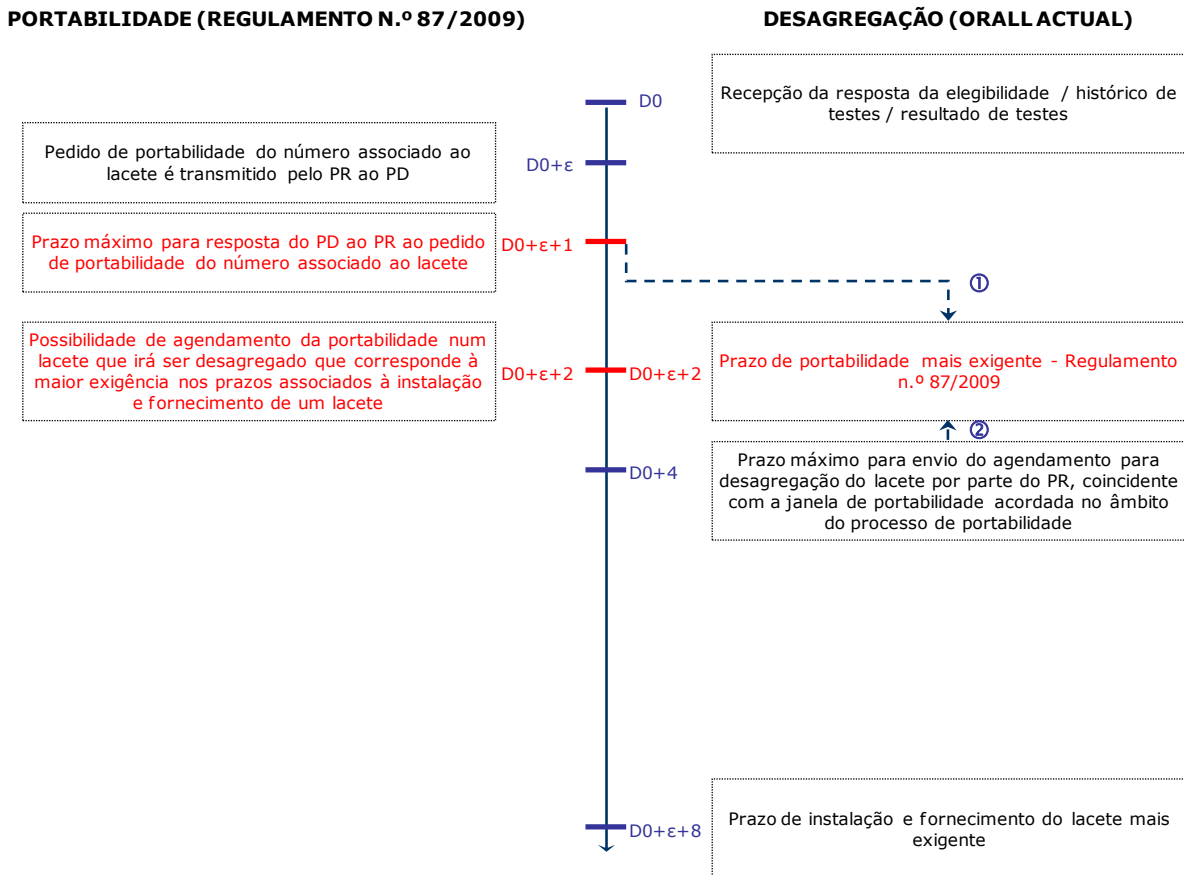 PORTABILIDADE (REGULAMENTO N.º 87/2009)
DESAGREGAÇÃO (ORALL ACTUAL)
D0
Recepção da resposta da elegibilidade / histórico de
testes / resultado de testes
Pedido de portabilidade do número associado ao
lacete é transmitido pelo PR ao PD
D0+ε
Prazo máximo para resposta do PD ao PR ao pedido
de portabilidade do número associado ao lacete
D0+ε+1
①
Possibilidade de agendamento da portabilidade num
lacete que irá ser desagregado que corresponde à
maior exigência nos prazos associados à instalação
e fornecimento de um lacete
D0+ε+2
D0+ε+2
Prazo de portabilidade mais exigente - Regulamento
n.º 87/2009
②
D0+4
Prazo máximo para envio do agendamento para
desagregação do lacete por parte do PR, coincidente
com a janela de portabilidade acordada no âmbito
do processo de portabilidade
D0+ε+8
Prazo de instalação e fornecimento do lacete mais
exigente